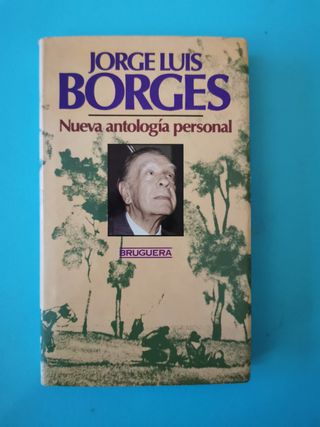 JORGE LUIS
BORGES
Nueva antología personal
BRUGUERA